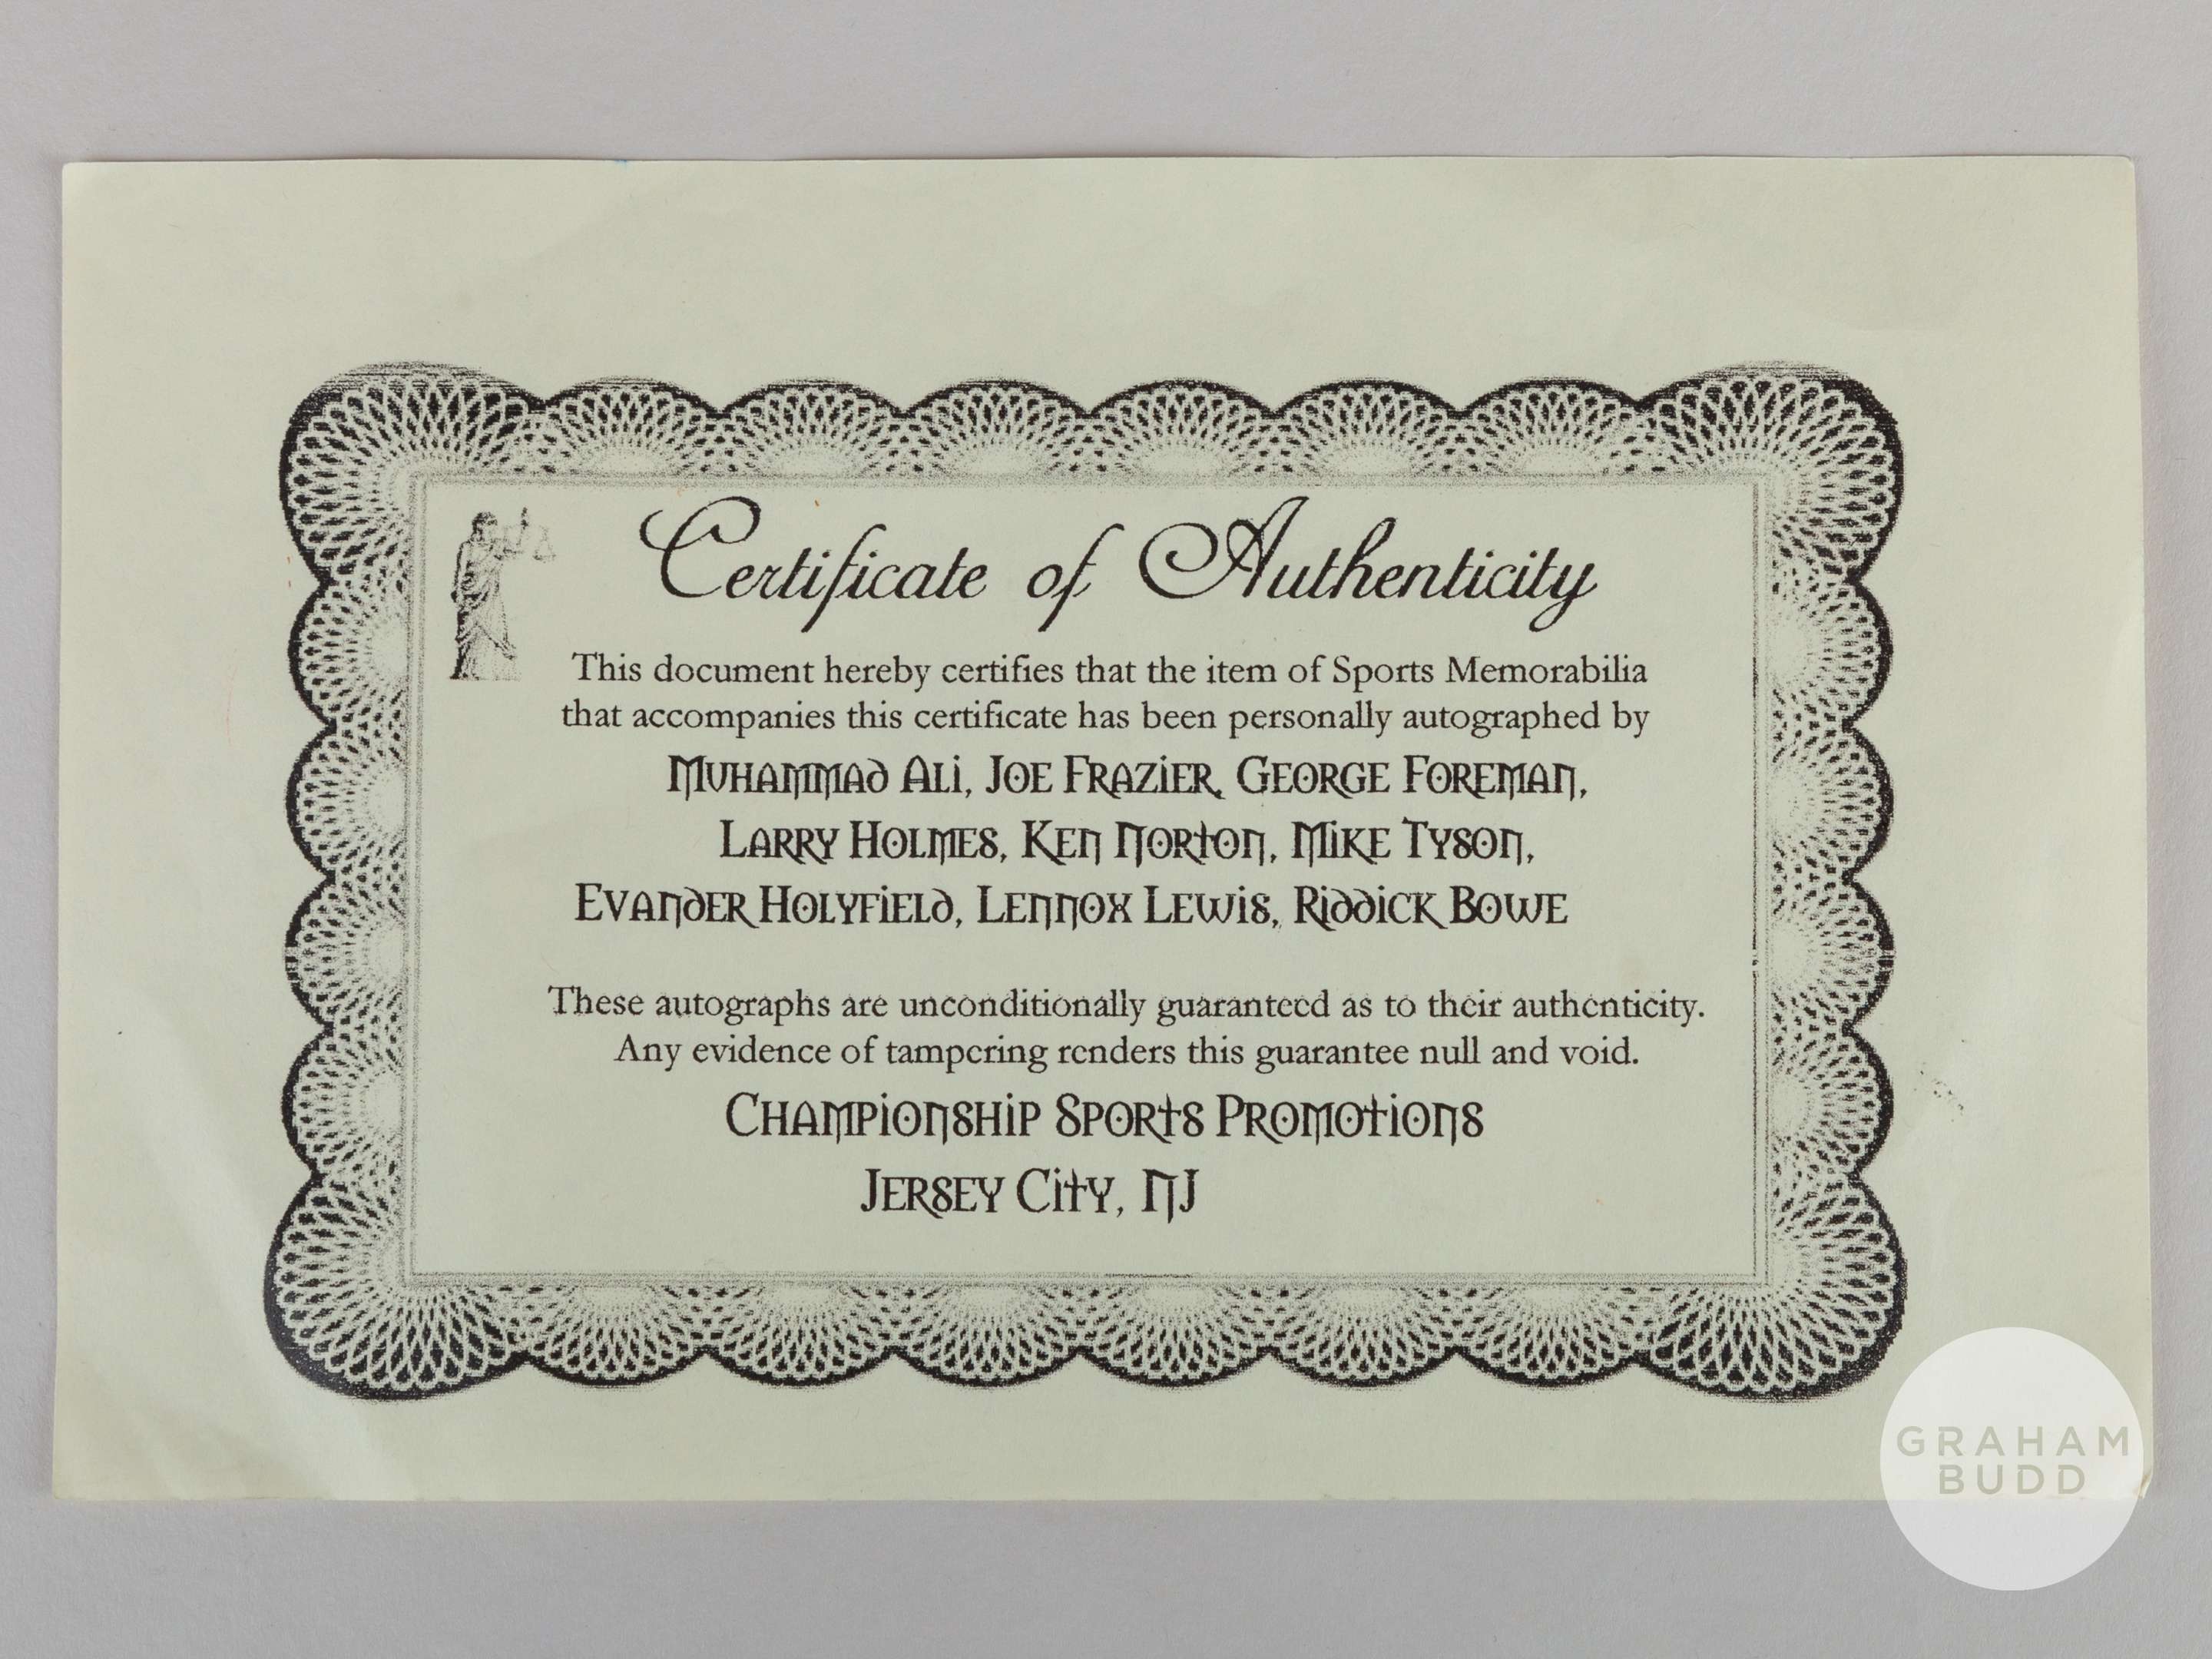 Certificate of Authenticity
This document hereby certifies that the item of Sports Memorabilia
that accompanies this certificate has been personally autographed by
Muhammad Ali, Joe Frazier, George Foreman,
Larry Holmes, Ken Norton, Mike Tyson,
Evander Holyfield, Lennox Lewis, Riddick Bowe
These autographs are unconditionally guaranteed as to their authenticity.
Any evidence of tampering renders this guarantee null and void.
Championship Sports Promotions
Jersey City, NJ
GRAHAM
BUDD